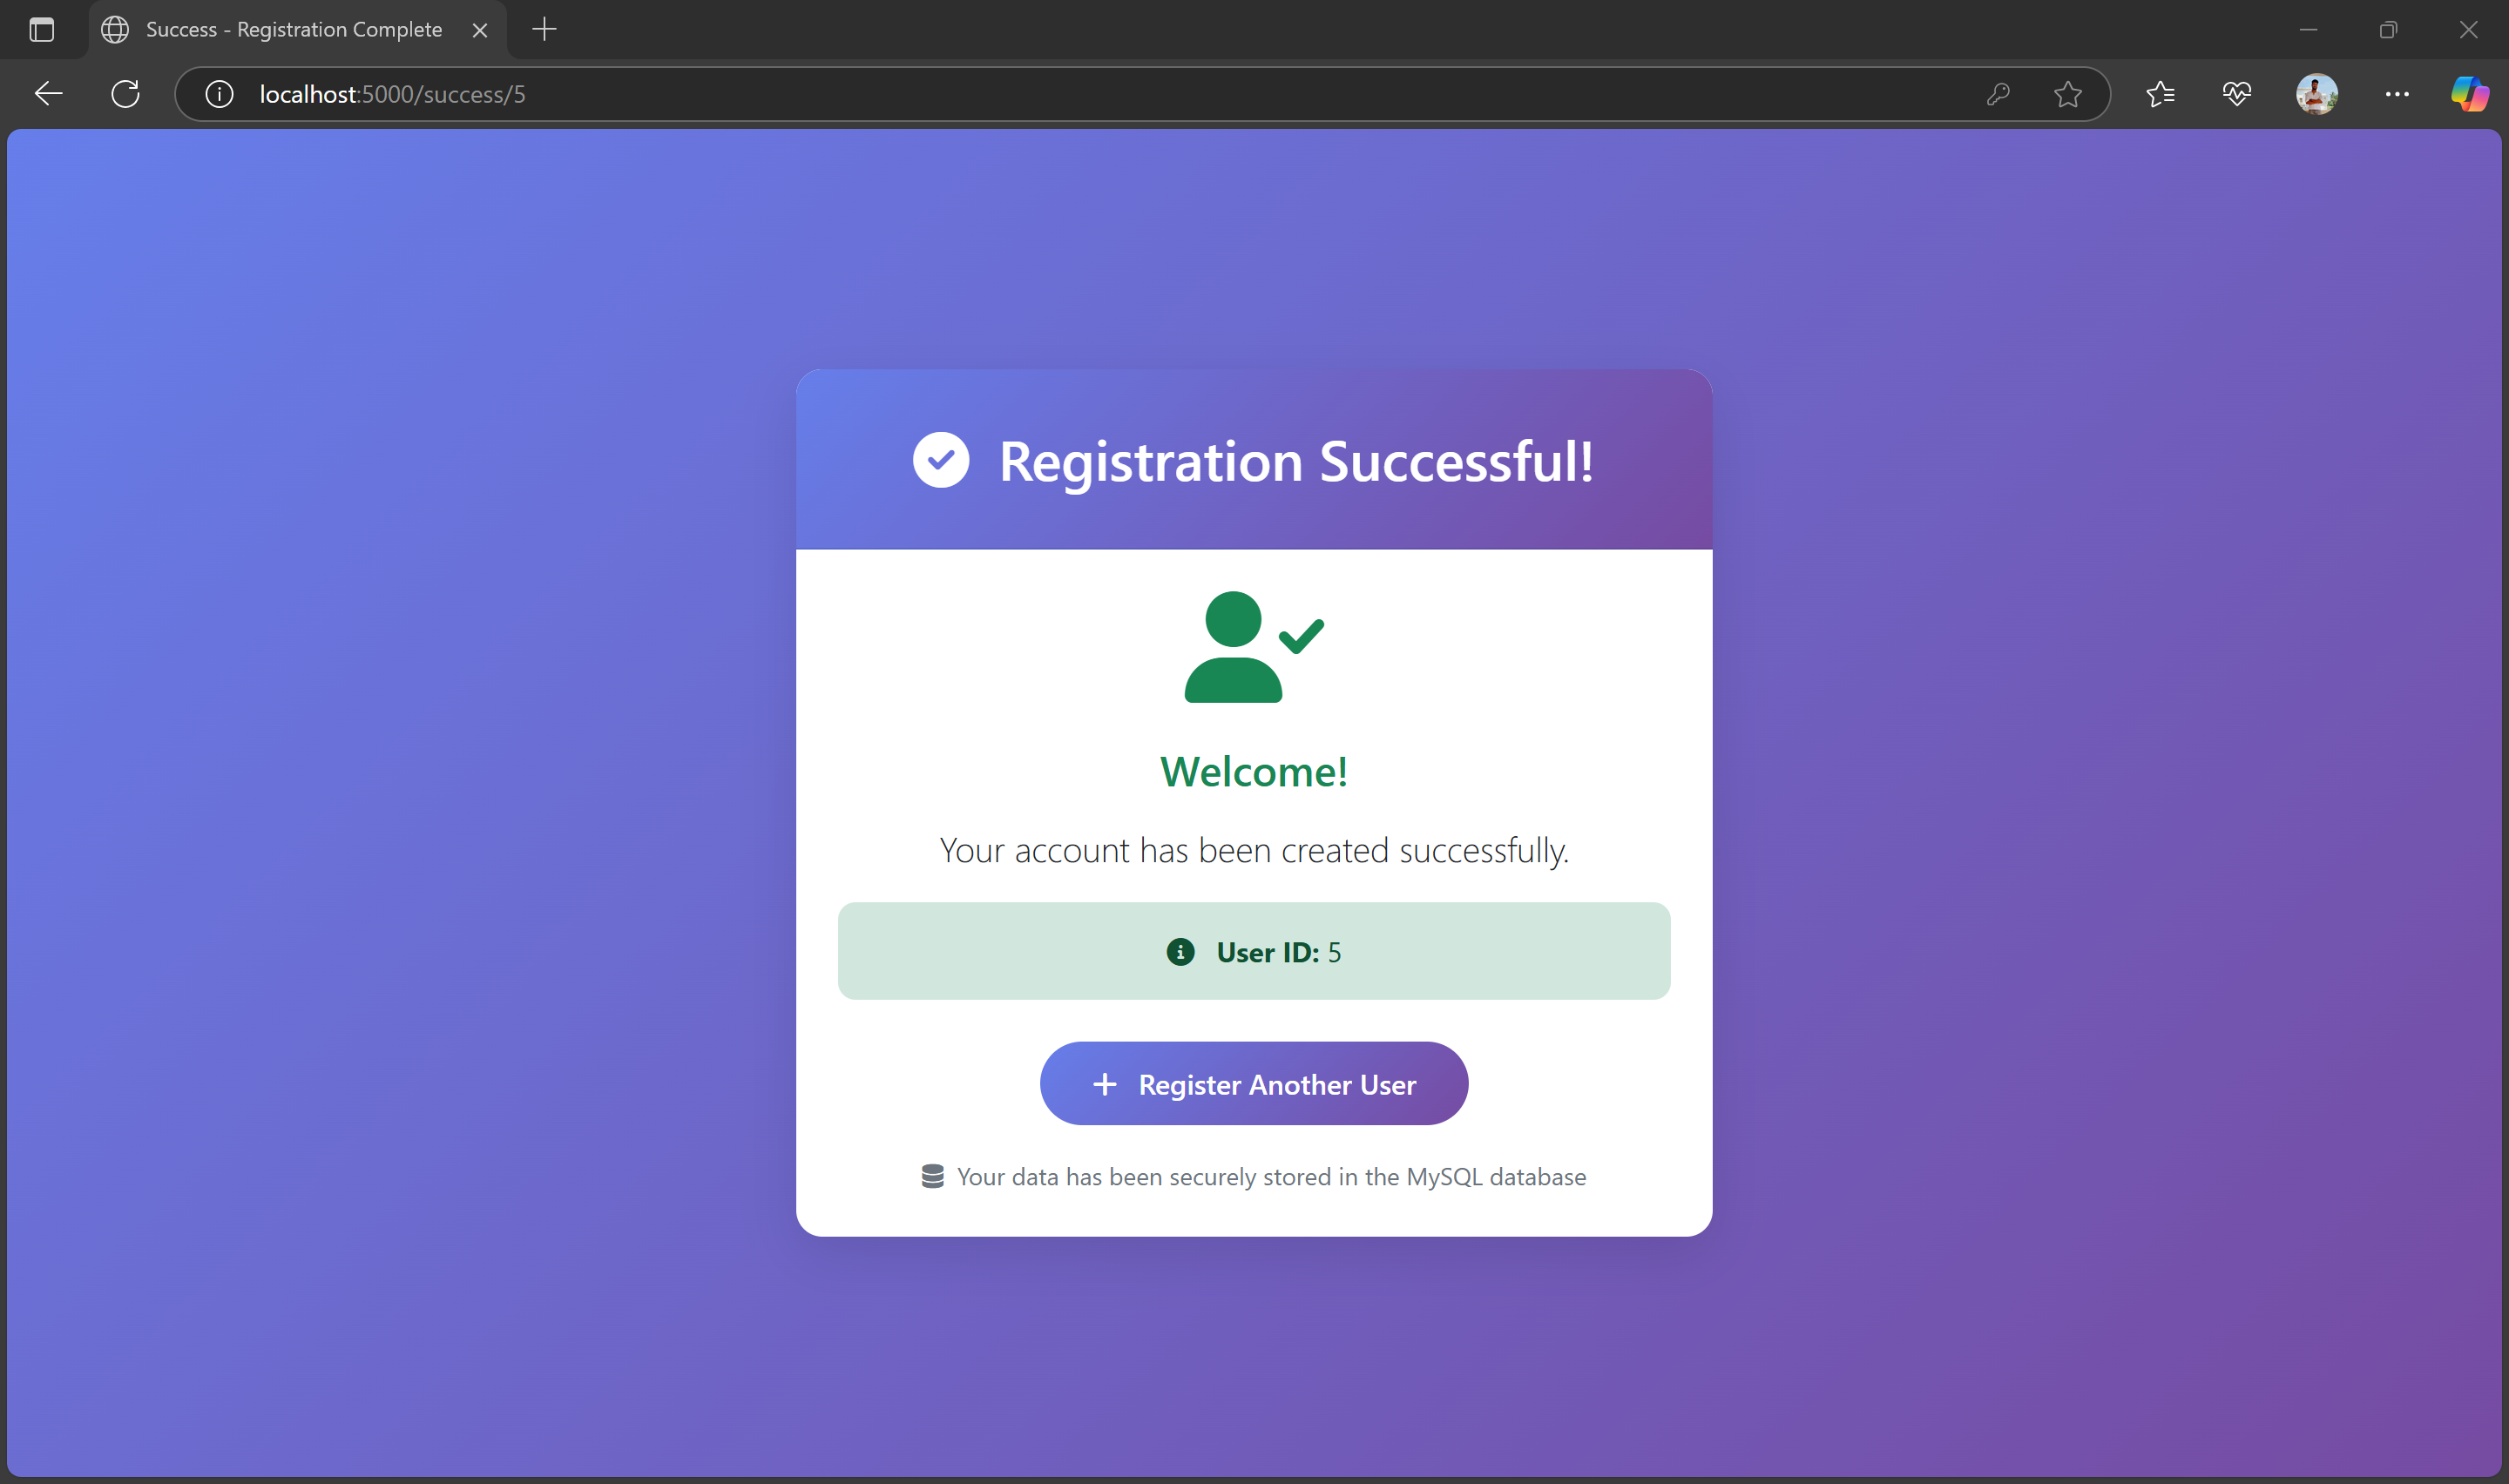 Success - Registration Complete
localhost:5000/success/5
Registration Successful!
Welcome!
Your account has been created successfully.
User ID: 5
Register Another User
Your data has been securely stored in the MySQL database